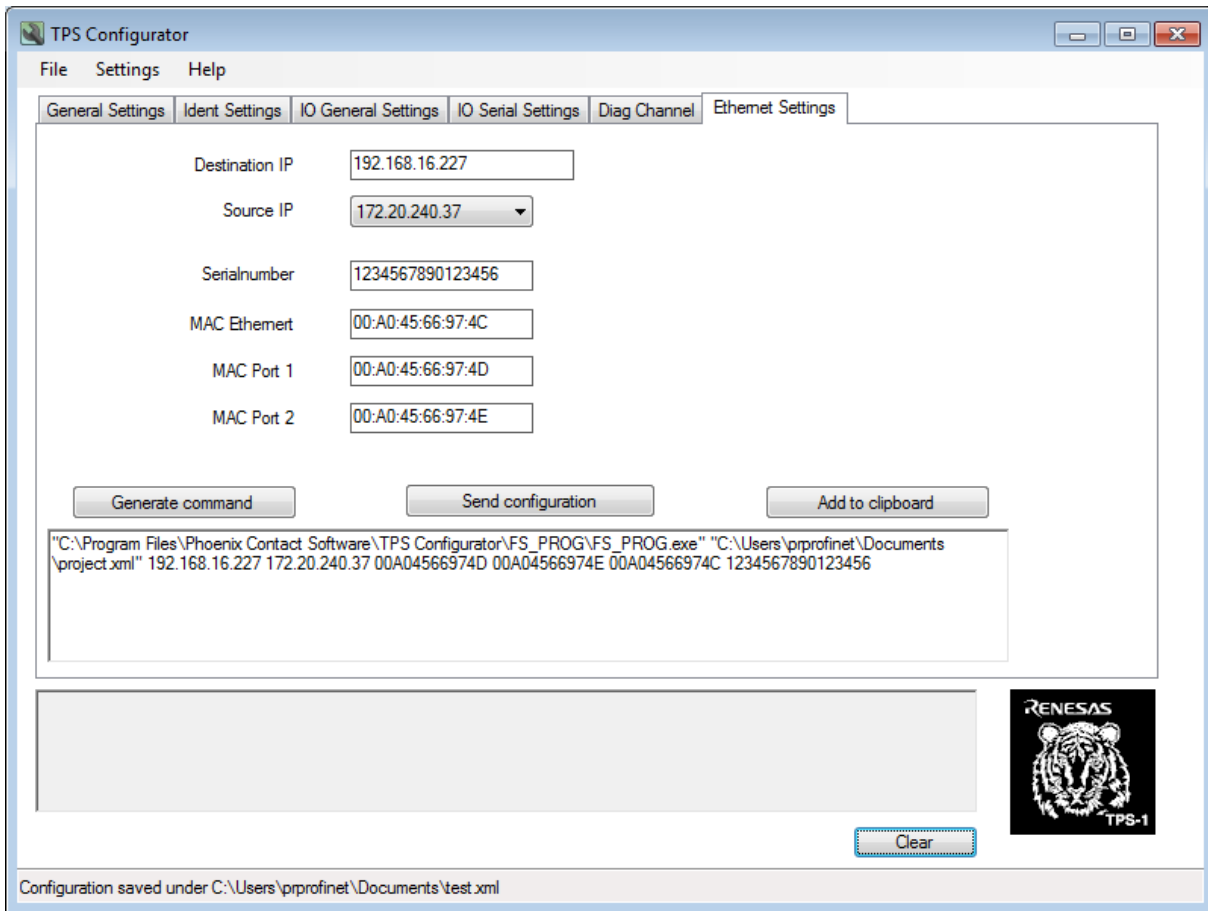 TPS Configurator
File Settings Help
General Settings Ident Settings IO General Settings IO Serial Settings Diag Channel Ethernet Settings
Destination IP 192.168.16.227
Source IP 172.20.240.37
Serialnumber 1234567890123456
MAC Ethernert 00:A0:45:66:97:4C
MAC Port 1 00:A0:45:66:97:4D
MAC Port 2 00:A0:45:66:97:4E
Generate command Send configuration Add to clipboard
"C:\Program Files\Phoenix Contact Software\TPS Configurator\FS_PROG\FS_PROG.exe" "C:\Users\prprofinet\Documents
\project.xml" 192.168.16.227 172.20.240.37 00A04566974D 00A04566974E 00A04566974C 1234567890123456
RENESAS
TPS-1
Clear
Configuration saved under C:\Users\prprofinet\Documents\test.xml